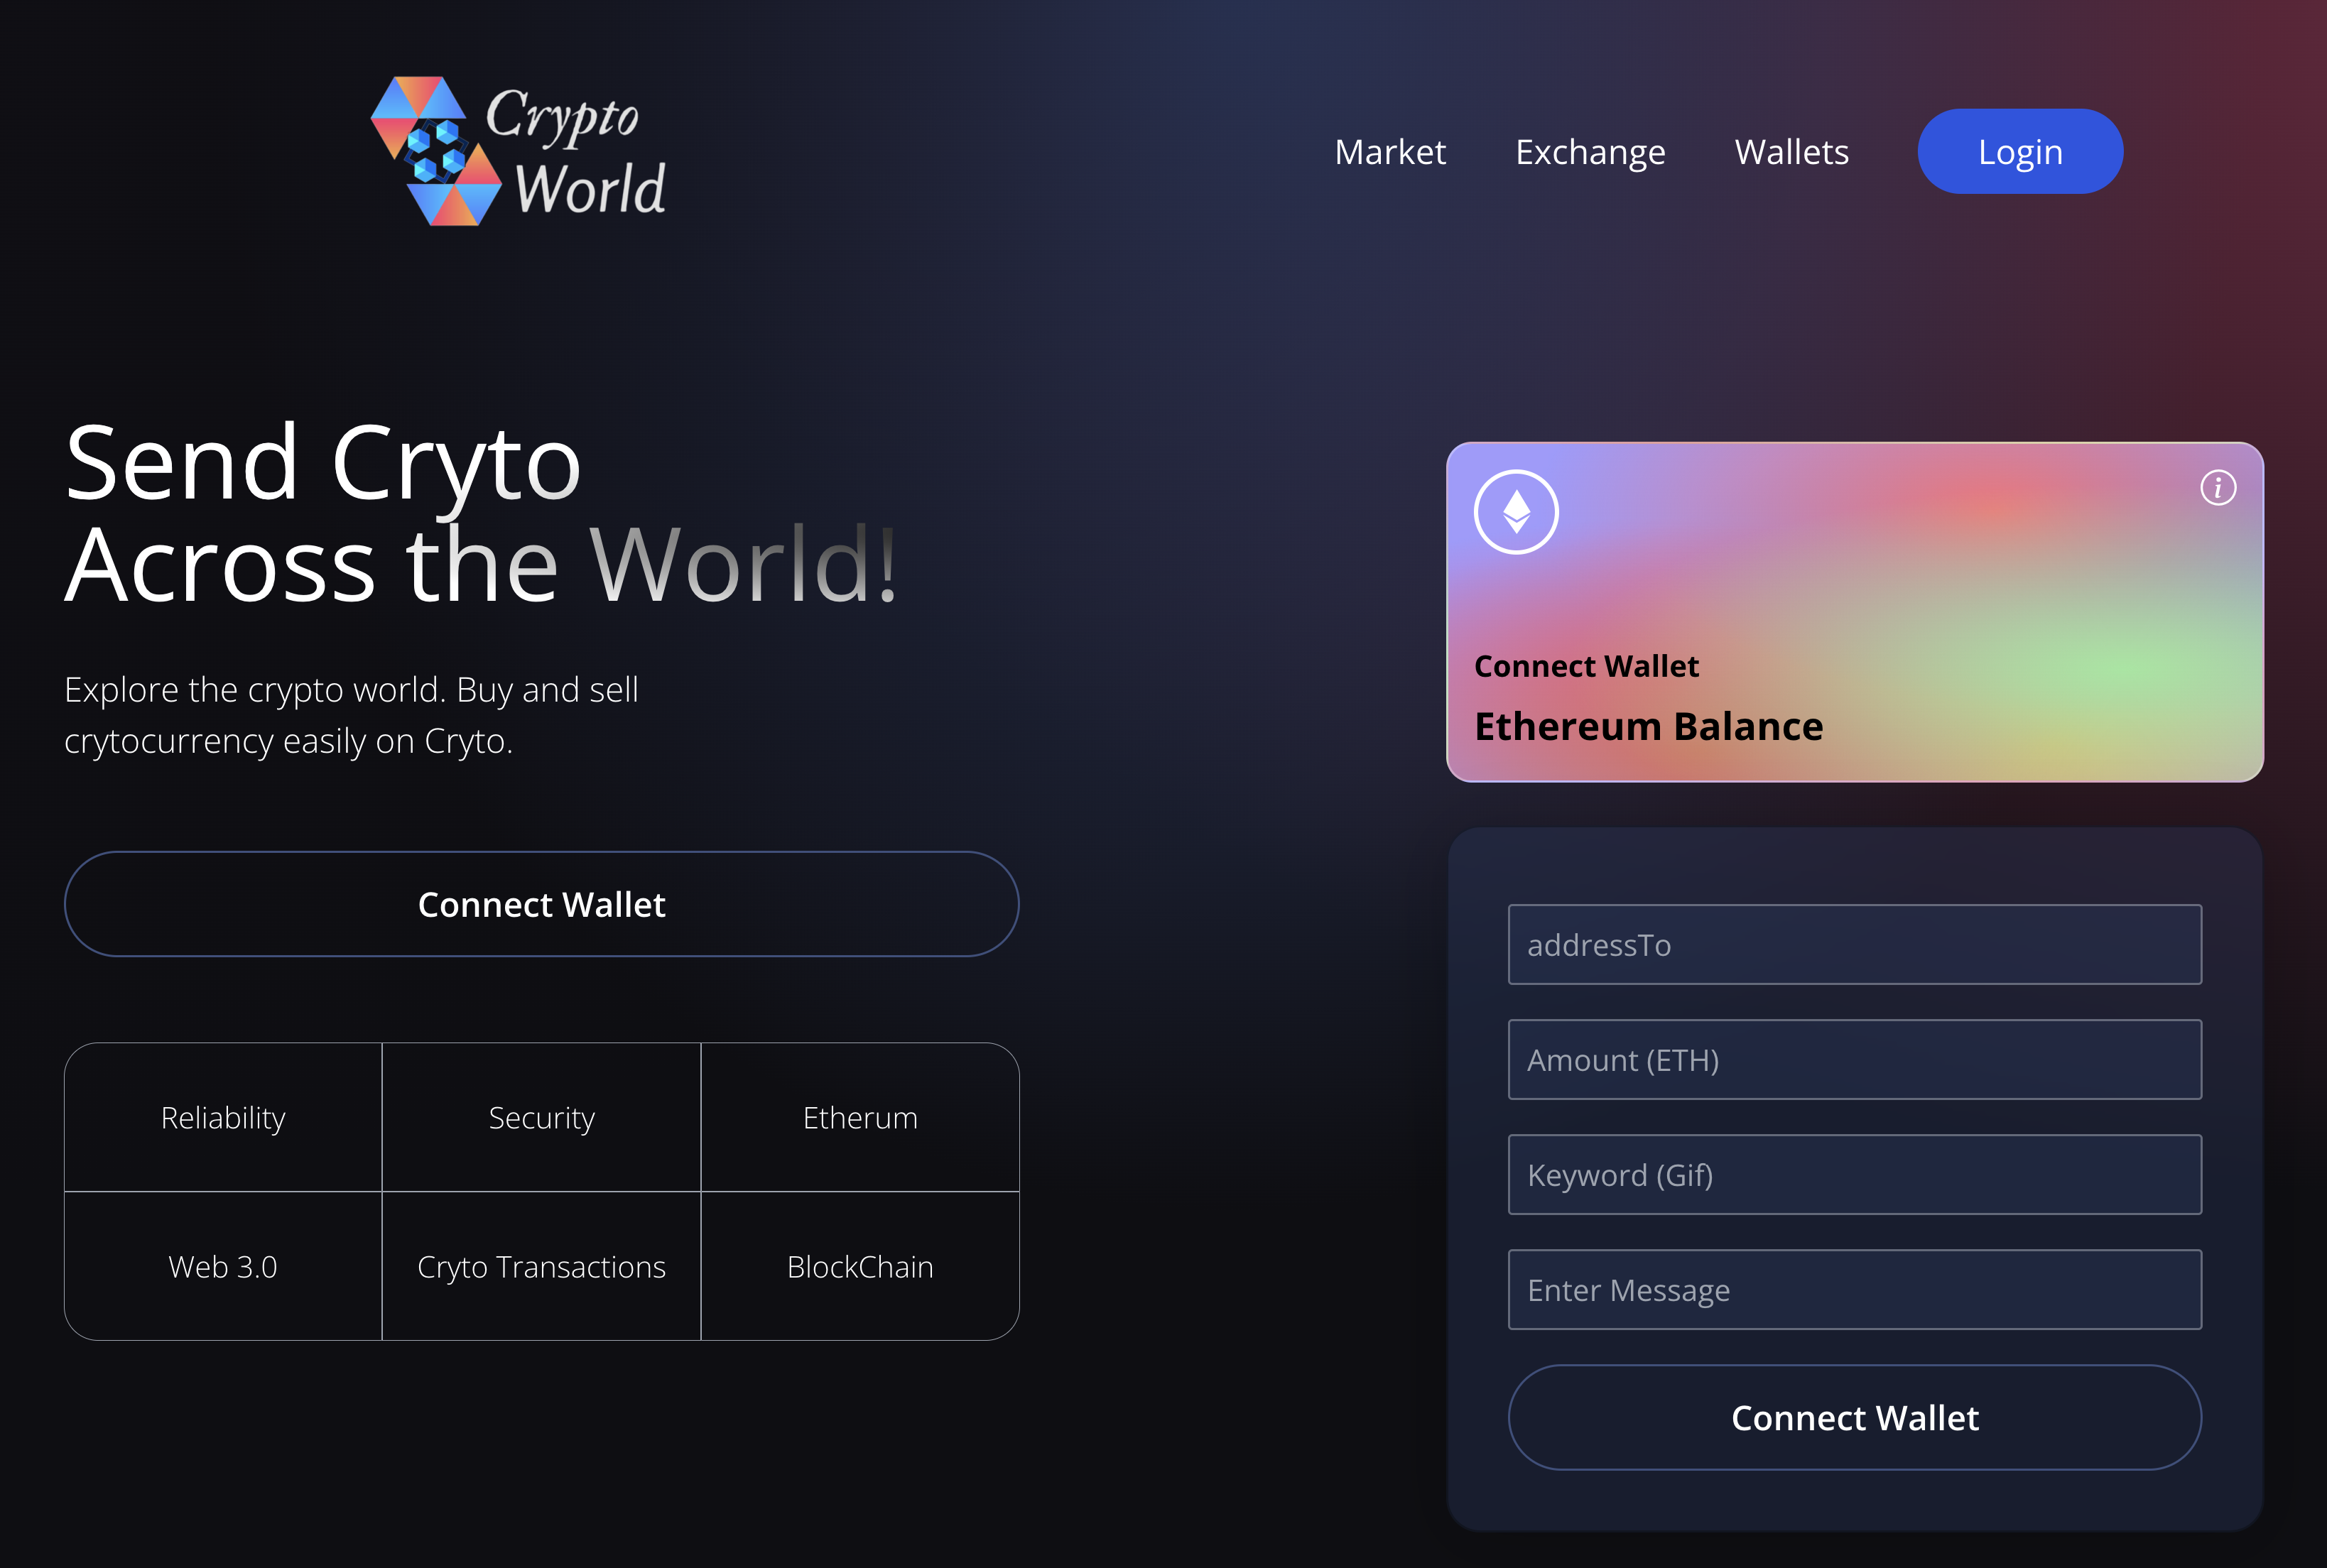 Crypto
World
Market
Exchange
Wallets
Login
Send Cryto
Across the World!
Explore the crypto world. Buy and sell
crytocurrency easily on Cryto.
Connect Wallet
Reliability
Security
Etherum
Web 3.0
Cryto Transactions
BlockChain
i
Connect Wallet
Ethereum Balance
addressTo
Amount (ETH)
Keyword (Gif)
Enter Message
Connect Wallet